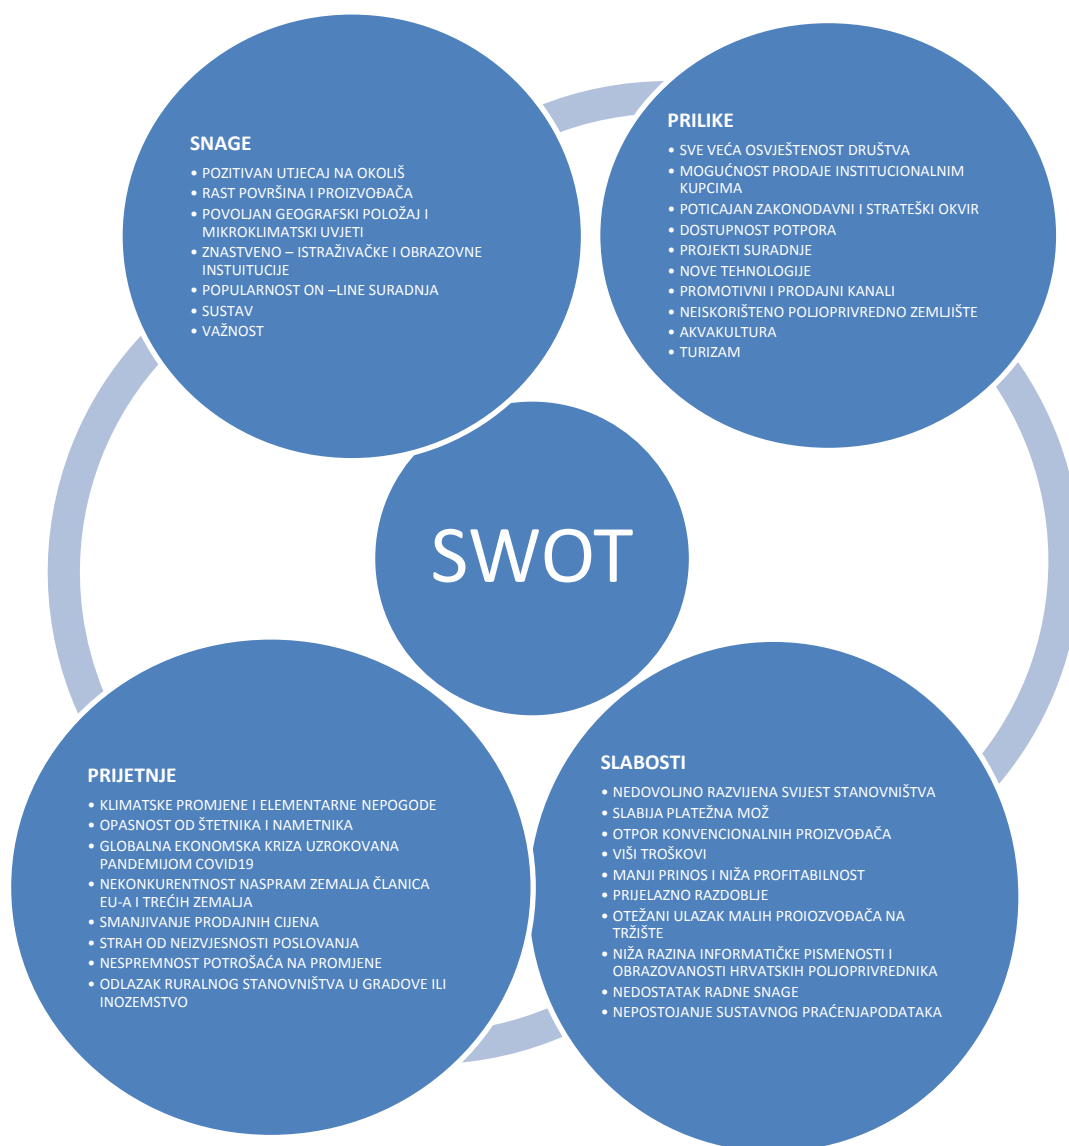 SNAGE
• POZITIVAN UTJECAJ NA OKOLIŠ
• RAST POVRŠINA I PROIZVOĐAČA
• POVOLJAN GEOGRAFSKI POLOŽAJ I
MIKROKLIMATSKI UVJETI
• ZNASTVENO – ISTRAŽIVAČKE I OBRAZOVNE
INSTUITUCIJE
• POPULARNOST ON –LINE SURADNJA
• SUSTAV
• VAŽNOST
PRILIKE
• SVE VEĆA OSVJEŠTENOST DRUŠTVA
• MOGUĆNOST PRODAJE INSTITUCIONALNIM
KUPCIMA
• POTICAJAN ZAKONODAVNI I STRATEŠKI OKVIR
• DOSTUPNOST POTPORA
• PROJEKTI SURADNJE
• NOVE TEHNOLOGIJE
• PROMOTIVNI I PRODAJNI KANALI
• NEISKORIŠTENO POLJOPRIVREDNO ZEMLJIŠTE
• AKVAKULTURA
• TURIZAM
SWOT
PRIJETNJE
• KLIMATSKE PROMJENE I ELEMENTARNE NEPOGODE
• OPASNOST OD ŠTETNIKA I NAMETNIKA
• GLOBALNA EKONOMSKA KRIZA UZROKOVANA
PANDEMIJOM COVID19
• NEKONKURENTNOST NASPRAM ZEMALJA ČLANICA
EU-A I TREĆIH ZEMALJA
• SMANJIVANJE PRODAJNIH CIJENA
• STRAH OD NEIZVJESNOSTI POSLOVANJA
• NESPREMNOST POTROŠAĆA NA PROMJENE
• ODLAZAK RURALNOG STANOVNIŠTVA U GRADOVE ILI
INOZEMSTVO
SLABOSTI
• NEDOVOLJNO RAZVIJENA SVIJEST STANOVNIŠTVA
• SLABIJA PLATEŽNA MOŽ
• OTPOR KONVENCIONALNIH PROIZVOĐAČA
• VIŠI TROŠKOVI
• MANJI PRINOS I NIŽA PROFITABILNOST
• PRIJELAZNO RAZDOBLJE
• OTEŽANI ULAZAK MALIH PROIOZVOĐAČA NA
TRŽIŠTE
• NIŽA RAZINA INFORMATIČKE PISMENOSTI I
OBRAZOVANOSTI HRVATSKIH POLJOPRIVREDNIKA
• NEDOSTATAK RADNE SNAGE
• NEPOSTOJANJE SUSTAVNOG PRAĆENJAPODATAKA